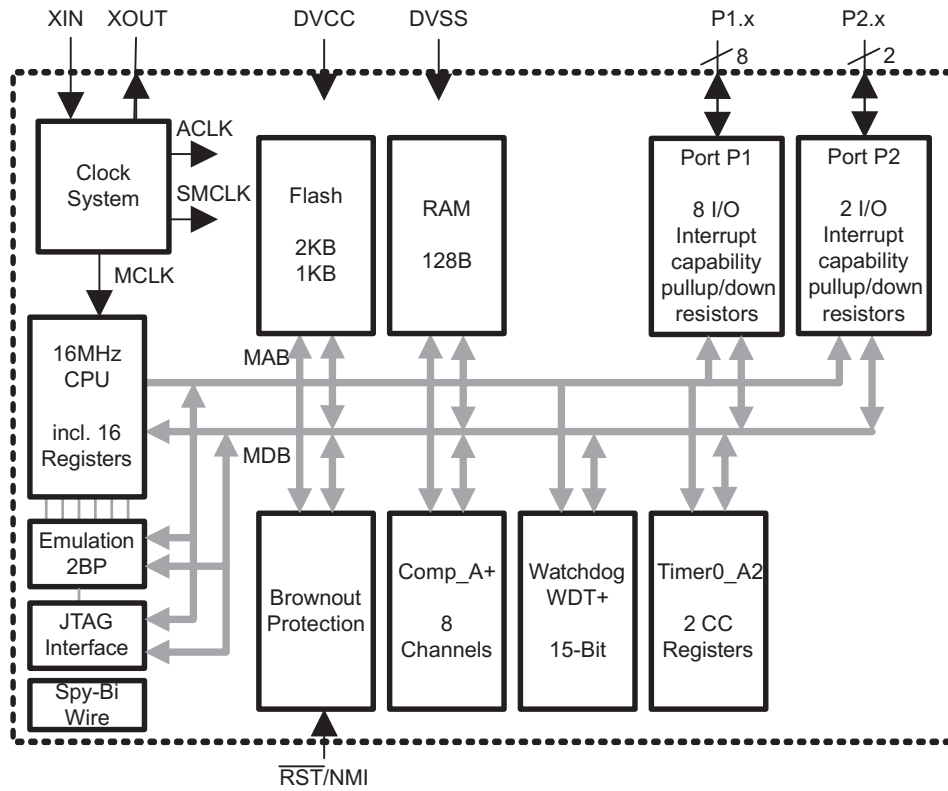 XIN
XOUT
DVCC
DVSS
P1.x
P2.x
8
2
Clock
System
ACLK
SMCLK
MCLK
Flash
2KB
1KB
RAM
128B
Port P1
8 I/O
Interrupt
capability
pullup/down
resistors
Port P2
2 I/O
Interrupt
capability
pullup/down
resistors
16MHz
CPU
incl. 16
Registers
MAB
MDB
Emulation
2BP
JTAG
Interface
Spy-Bi
Wire
Brownout
Protection
Comp_A+
8
Channels
Watchdog
WDT+
15-Bit
Timer0_A2
2 CC
Registers
RST/NMI